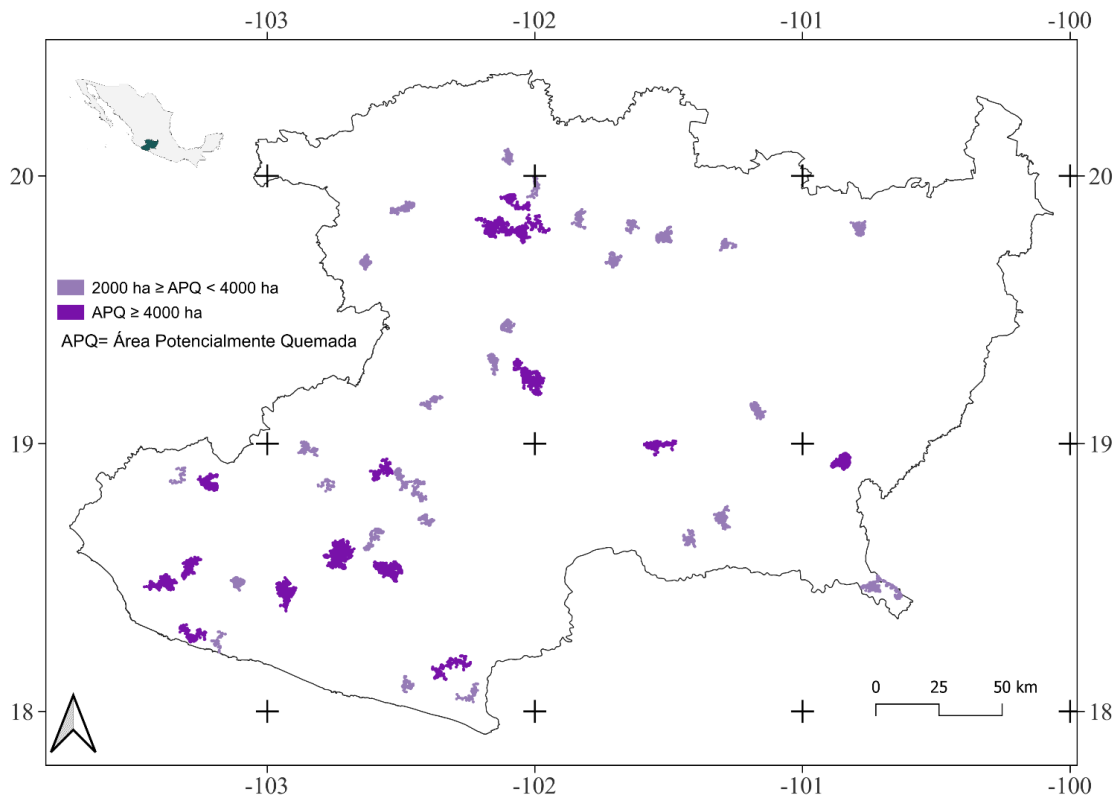 -103 -102 -101 -100
20 20
2000 ha ≥ APQ < 4000 ha
APQ ≥ 4000 ha
APQ= Área Potencialmente Quemada
19 19
0 25 50 km
18 18
-103 -102 -101 -100